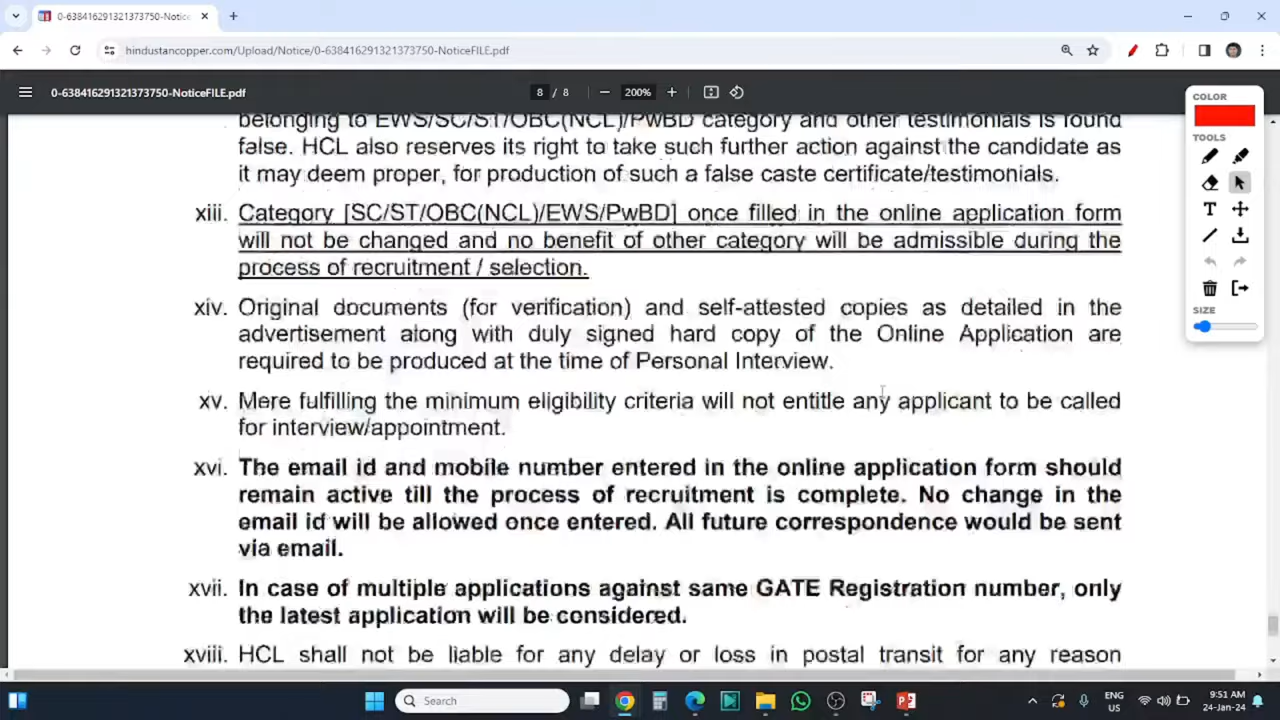 0-638416291321373750-Notice
hindustancopper.com/Upload/Notice/0-638416291321373750-NoticeFILE.pdf
0-638416291321373750-NoticeFILE.pdf
8 / 8
200%
COLOR
TOOLS
SIZE
belonging to EWS/SC/ST/OBC(NCL)/PwBD category and other testimonials is found
false. HCL also reserves its right to take such further action against the candidate as
it may deem proper, for production of such a false caste certificate/testimonials.
xiii. Category [SC/ST/OBC(NCL)/EWS/PwBD] once filled in the online application form
will not be changed and no benefit of other category will be admissible during the
process of recruitment / selection.
xiv. Original documents (for verification) and self-attested copies as detailed in the
advertisement along with duly signed hard copy of the Online Application are
required to be produced at the time of Personal Interview.
xv. Mere fulfilling the minimum eligibility criteria will not entitle any applicant to be called
for interview/appointment.
xvi. The email id and mobile number entered in the online application form should
remain active till the process of recruitment is complete. No change in the
email id will be allowed once entered. All future correspondence would be sent
via email.
xvii. In case of multiple applications against same GATE Registration number, only
the latest application will be considered.
xviii. HCL shall not be liable for any delay or loss in postal transit for any reason
Search
ENG
US
9:51 AM
24-Jan-24